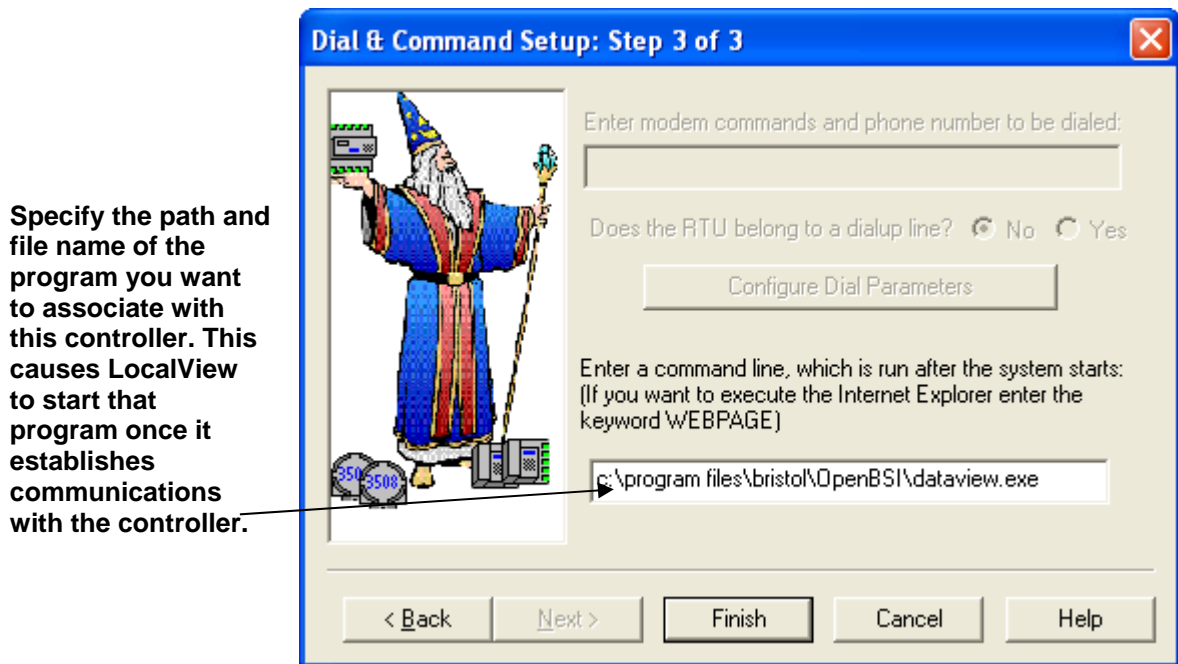 Dial & Command Setup: Step 3 of 3
Specify the path and
file name of the
program you want
to associate with
this controller. This
causes LocalView
to start that
program once it
establishes
communications
with the controller.
Enter modem commands and phone number to be dialed:
Does the RTU belong to a dialup line? No Yes
Configure Dial Parameters
Enter a command line, which is run after the system starts:
(If you want to execute the Internet Explorer enter the
keyword WEBPAGE)
c:\program files\bristol\OpenBSI\dataview.exe
350
3508
< Back
Next >
Finish
Cancel
Help